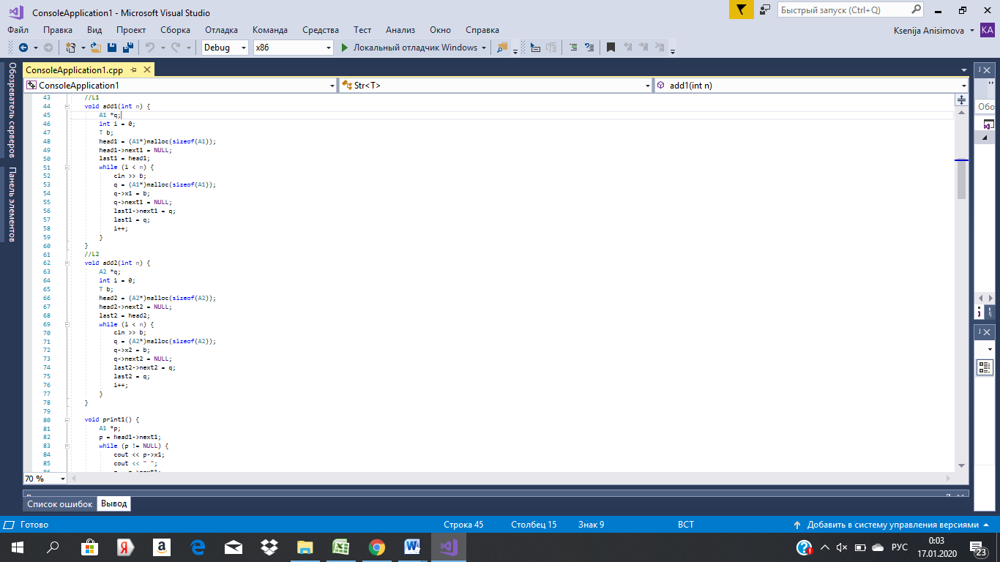 ConsoleApplication1 - Microsoft Visual Studio
Быстрый запуск (Ctrl+Q)
Файл Правка Вид Проект Сборка Отладка Команда Средства Тест Анализ Окно Справка
Ksenija Anisimova KA
Debug x86 Локальный отладчик Windows
Обозреватель серверов
Панель элементов
ConsoleApplication1.cpp
ConsoleApplication1 Str<T> add1(int n)
Обо
43 //L1
44 void add1(int n) {
45 A1 *q;
46 int i = 0;
47 T b;
48 head1 = (A1*)malloc(sizeof(A1));
49 head1->next1 = NULL;
50 last1 = head1;
51 while (i < n) {
52 cin >> b;
53 q = (A1*)malloc(sizeof(A1));
54 q->x1 = b;
55 q->next1 = NULL;
56 last1->next1 = q;
57 last1 = q;
58 i++;
59 }
60 }
61 //L2
62 void add2(int n) {
63 A2 *q;
64 int i = 0;
65 T b;
66 head2 = (A2*)malloc(sizeof(A2));
67 head2->next2 = NULL;
68 last2 = head2;
69 while (i < n) {
70 cin >> b;
71 q = (A2*)malloc(sizeof(A2));
72 q->x2 = b;
73 q->next2 = NULL;
74 last2->next2 = q;
75 last2 = q;
76 i++;
77 }
78 }
79
80 void print1() {
81 A1 *p;
82 p = head1->next1;
83 while (p != NULL) {
84 cout << p->x1;
85 cout << " ";
70 %
Список ошибок Вывод
Готово Строка 45 Столбец 15 Знак 9 ВСТ Добавить в систему управления версиями
РУС
0:03
17.01.2020
23